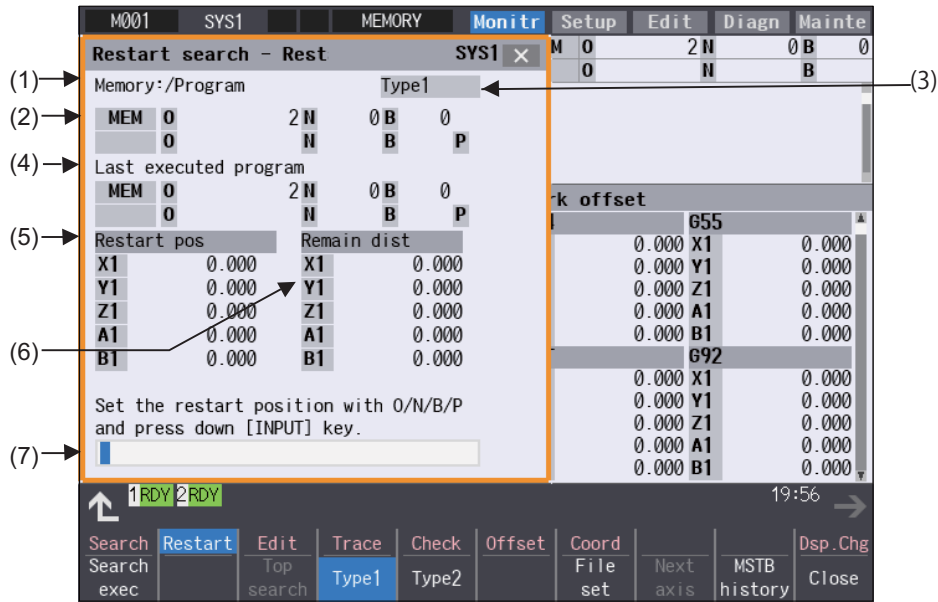 M001 SYS1 MEMORY Monitr Setup Edit Diagn Mainte
Restart search - Rest SYS1 ×
M O 2 N 0 B 0
O N B
(1) Memory:/Program Type1 (3)
(2) MEM O 2 N 0 B 0
O N B P
(4) Last executed program
MEM O 2 N 0 B 0
O N B P
rk offset
G55
(5) Restart pos Remain dist
X1 0.000 X1 0.000
Y1 0.000 Y1 0.000
Z1 0.000 Z1 0.000
(6) A1 0.000 A1 0.000
B1 0.000 B1 0.000
0.000 X1 0.000
0.000 Y1 0.000
0.000 Z1 0.000
0.000 A1 0.000
0.000 B1 0.000
G92
0.000 X1 0.000
0.000 Y1 0.000
0.000 Z1 0.000
0.000 A1 0.000
0.000 B1 0.000
Set the restart position with O/N/B/P
and press down [INPUT] key.
(7)
1 RDY 2 RDY 19:56
Search Restart Edit Trace Check Offset Coord Dsp.Chg
Search exec
Top search
Type1
Type2
File set
Next axis
MSTB history
Close